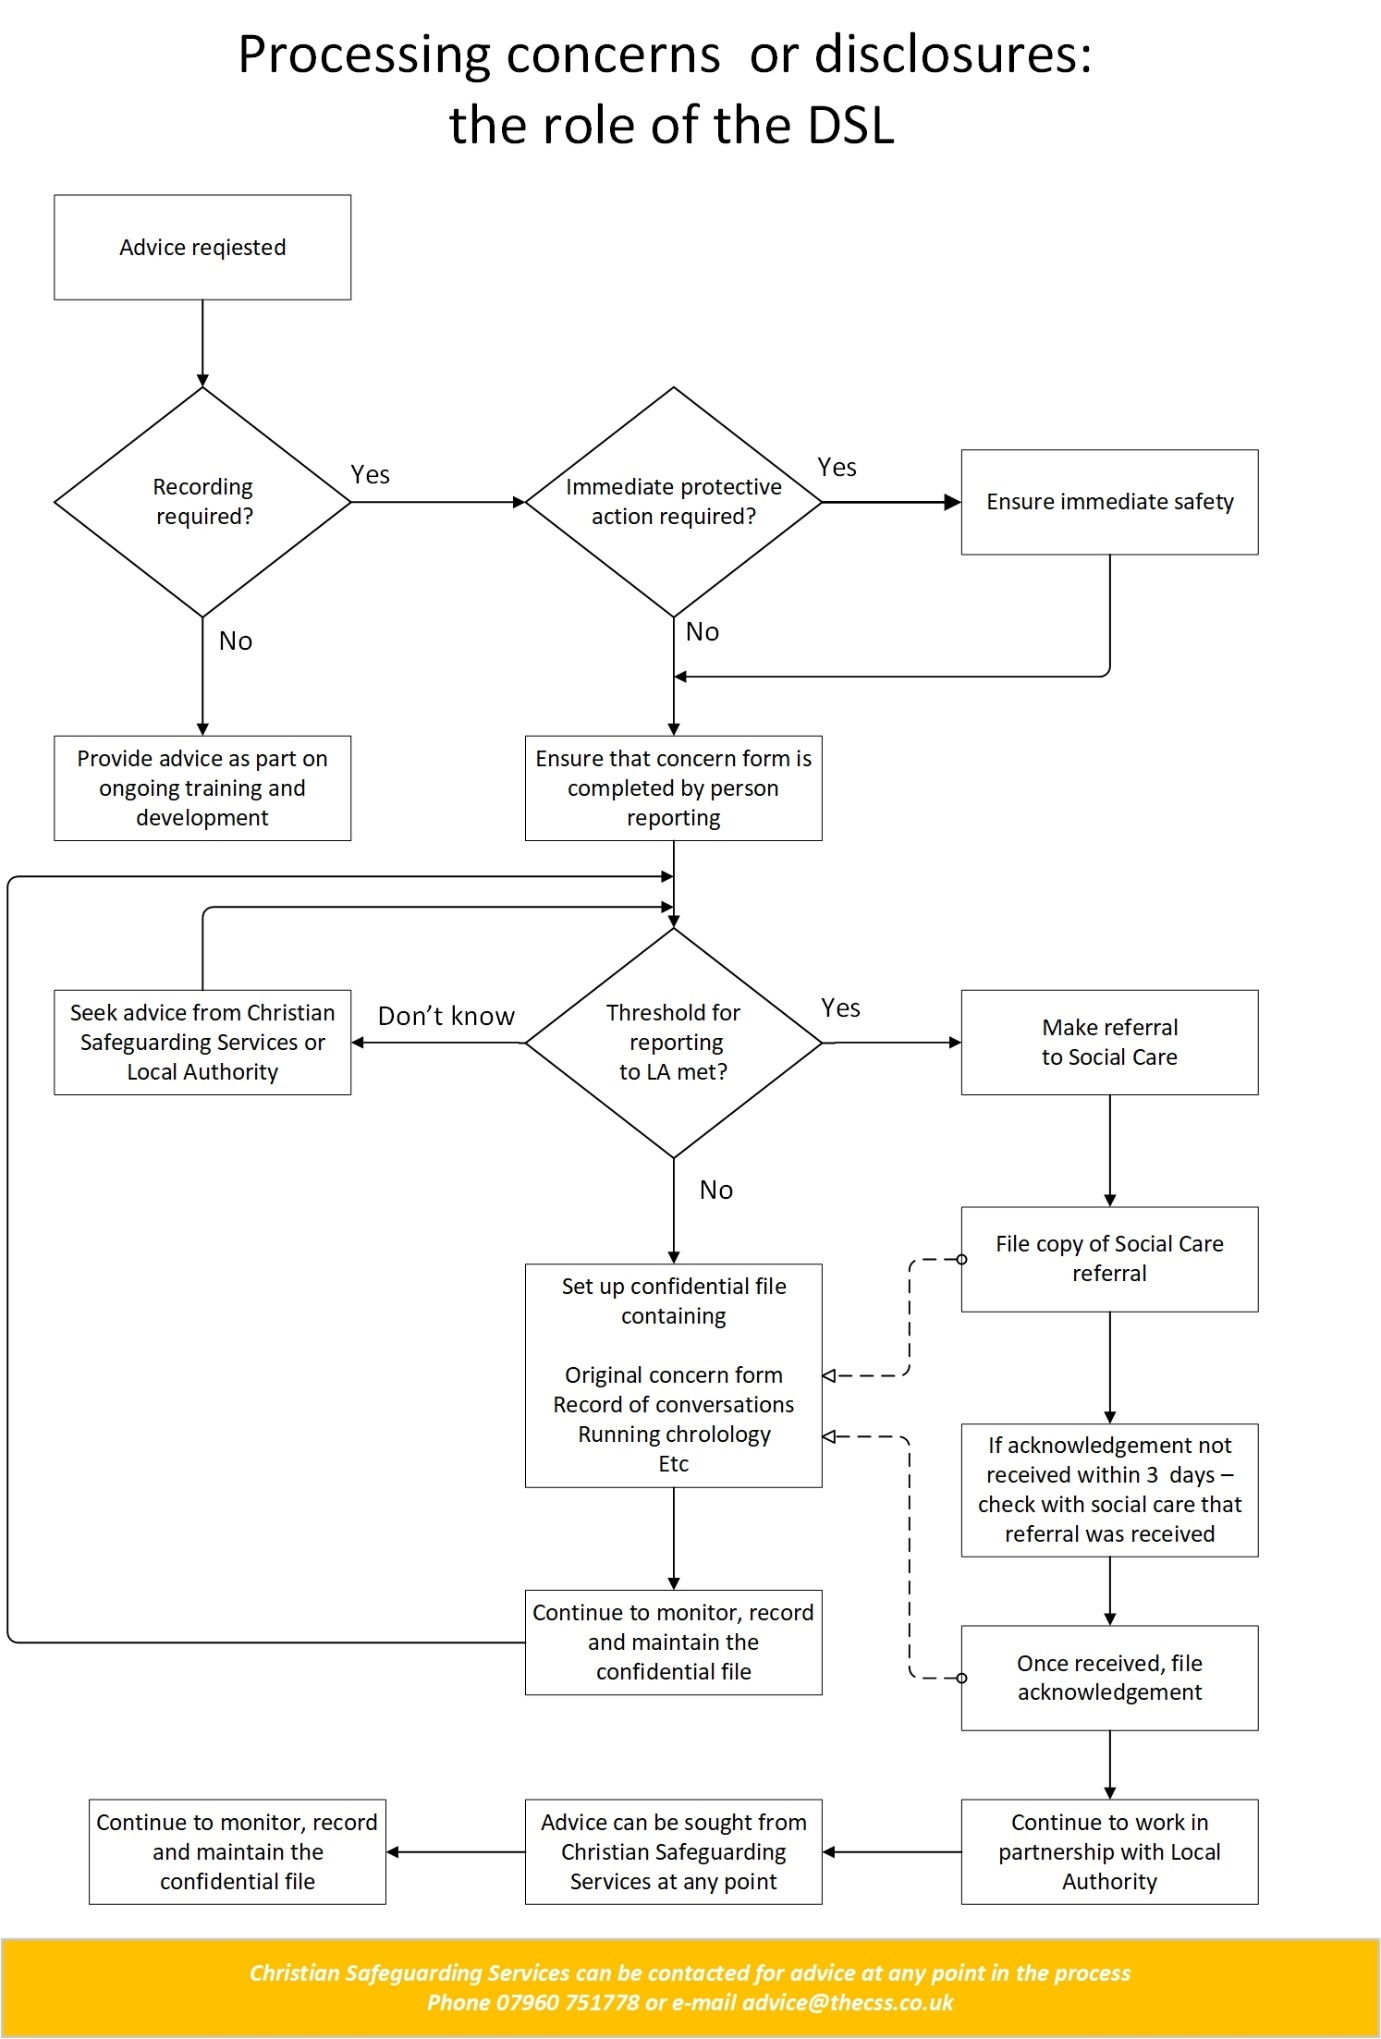 Processing concerns or disclosures:
the role of the DSL
Advice reqiested
Recording
required?
Yes
Immediate protective
action required?
Yes
Ensure immediate safety
No
No
Provide advice as part on
ongoing training and
development
Ensure that concern form is
completed by person
reporting
Seek advice from Christian
Safeguarding Services or
Local Authority
Don't know
Threshold for
reporting
to LA met?
Yes
Make referral
to Social Care
No
File copy of Social Care
referral
Set up confidential file
containing
Original concern form
Record of conversations
Running chrolology
Etc
If acknowledgement not
received within 3 days –
check with social care that
referral was received
Continue to monitor, record
and maintain the
confidential file
Once received, file
acknowledgement
Continue to monitor, record
and maintain the
confidential file
Advice can be sought from
Christian Safeguarding
Services at any point
Continue to work in
partnership with Local
Authority
Christian Safeguarding Services can be contacted for advice at any point in the process
Phone 07960 751778 or e-mail advice@thecss.co.uk